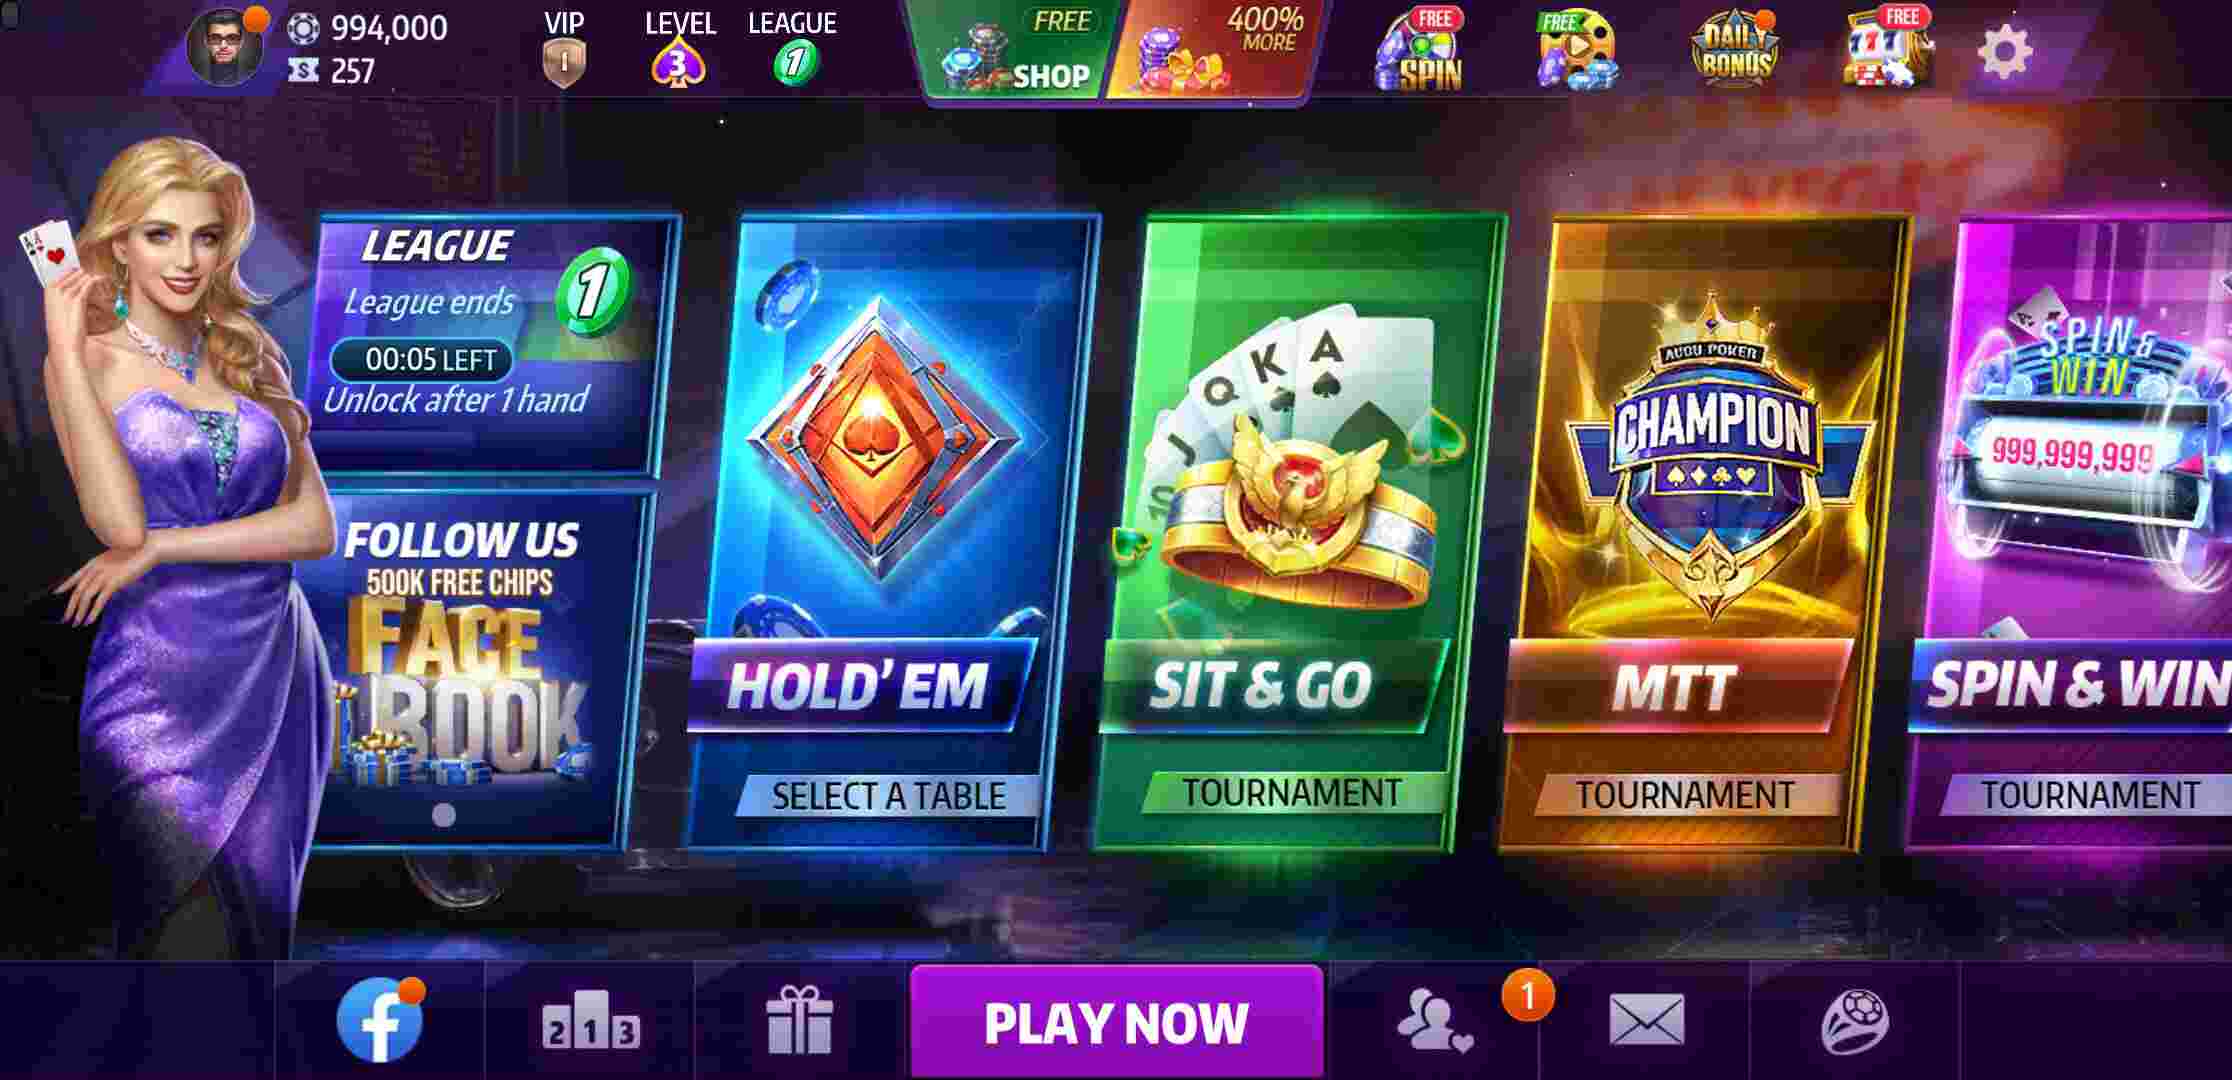 994,000
257
VIP
1
LEVEL
3
LEAGUE
1
FREE
SHOP
400%
MORE
FREE
SPIN
FREE
DAILY
BONUS
FREE
777
LEAGUE
1
League ends
00:05 LEFT
Unlock after 1 hand
FOLLOW US
500K FREE CHIPS
FACE
BOOK
HOLD' EM
SELECT A TABLE
10 J Q K A
SIT & GO
TOURNAMENT
POKER
CHAMPION
MTT
TOURNAMENT
SPIN &
WIN
999,999,999
SPIN & WIN
TOURNAMENT
f
2 1 3
PLAY NOW
1